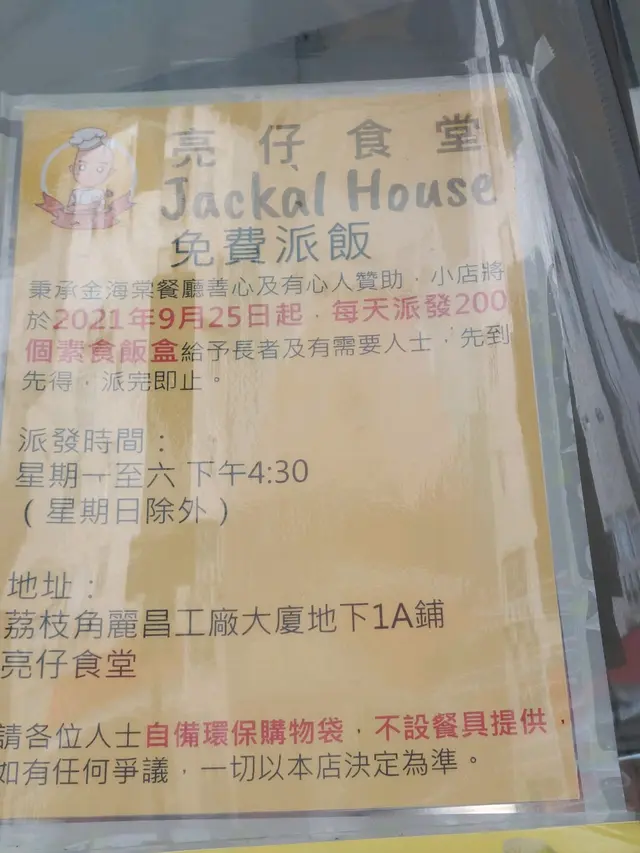 亮仔食堂
Jackal House
免費派飯
秉承金海棠餐廳善心及有心人贊助，小店將
於2021年9月25日起，每天派發200
個素食飯盒給予長者及有需要人士，先到
先得，派完即止。
派發時間：
星期一至六 下午4:30
（星期日除外）
地址：
荔枝角麗昌工廠大廈地下1A鋪
亮仔食堂
請各位人士自備環保購物袋，不設餐具提供，
如有任何爭議，一切以本店決定為準。